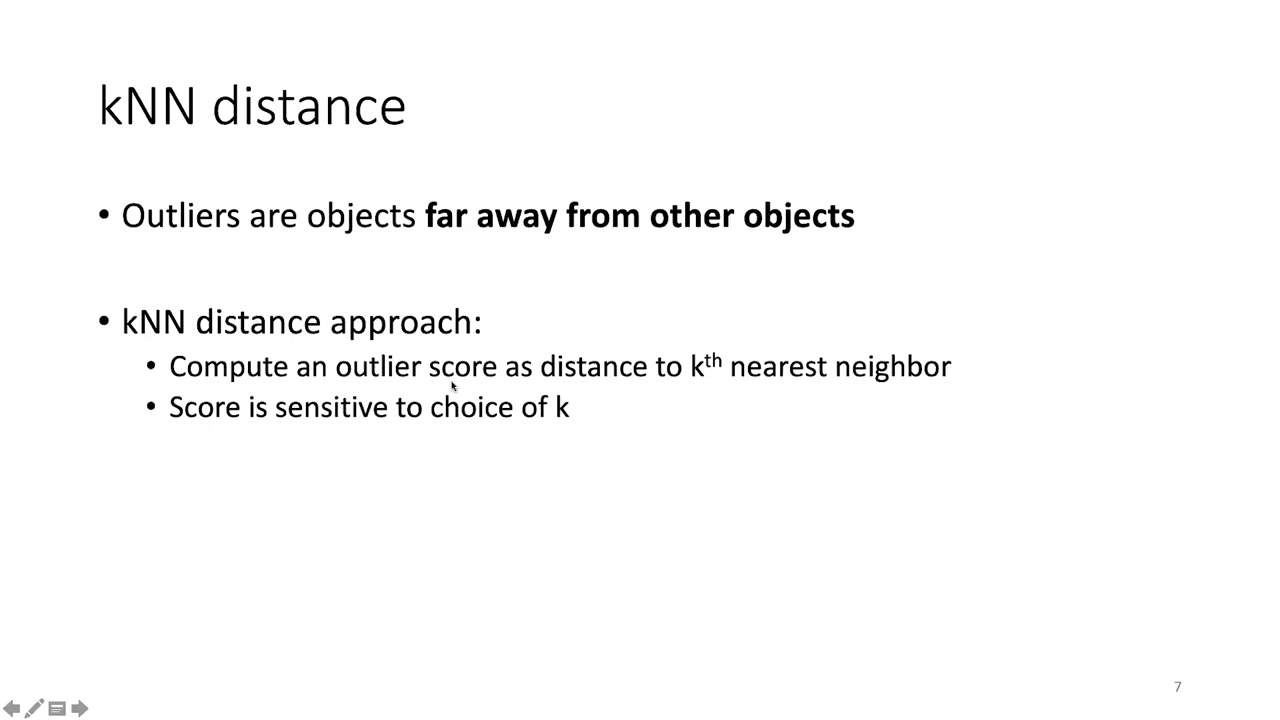 kNN distance
• Outliers are objects far away from other objects
• kNN distance approach:
• Compute an outlier score as distance to kth nearest neighbor
• Score is sensitive to choice of k
7